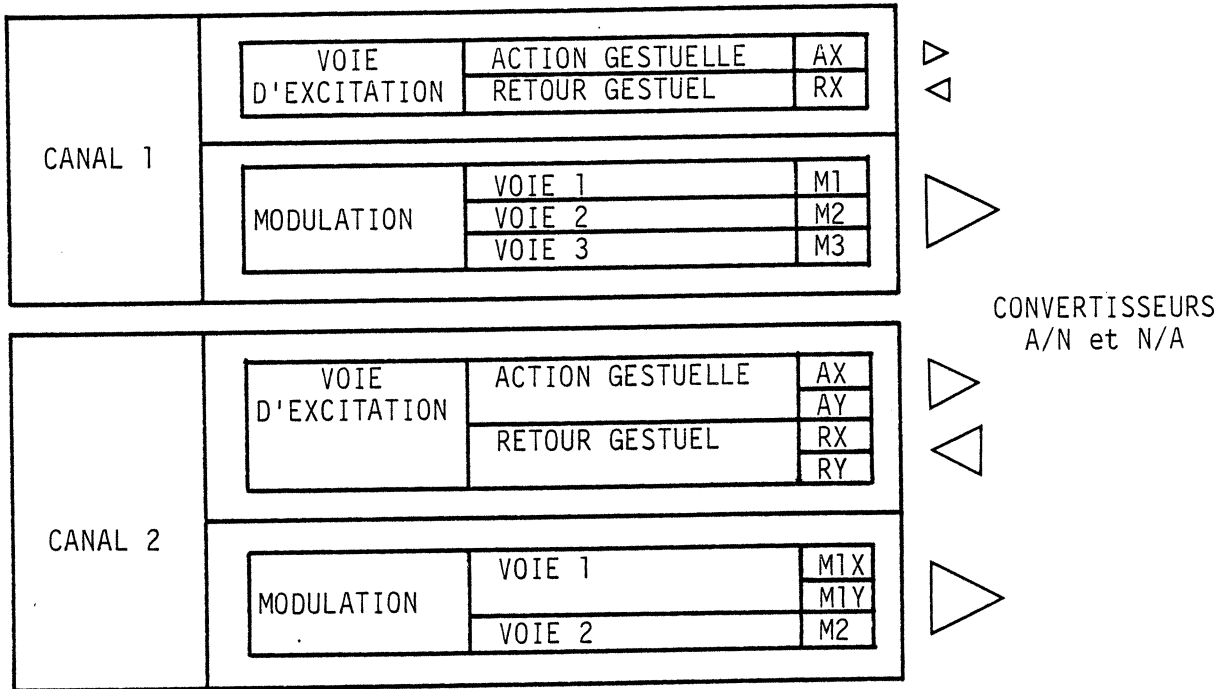 VOIE D'EXCITATION
ACTION GESTUELLE AX
RETOUR GESTUEL RX
CANAL 1
MODULATION
VOIE 1 M1
VOIE 2 M2
VOIE 3 M3
CONVERTISSEURS
A/N et N/A
VOIE D'EXCITATION
ACTION GESTUELLE AX
AY
RETOUR GESTUEL RX
RY
CANAL 2
MODULATION
VOIE 1 M1X
M1Y
VOIE 2 M2